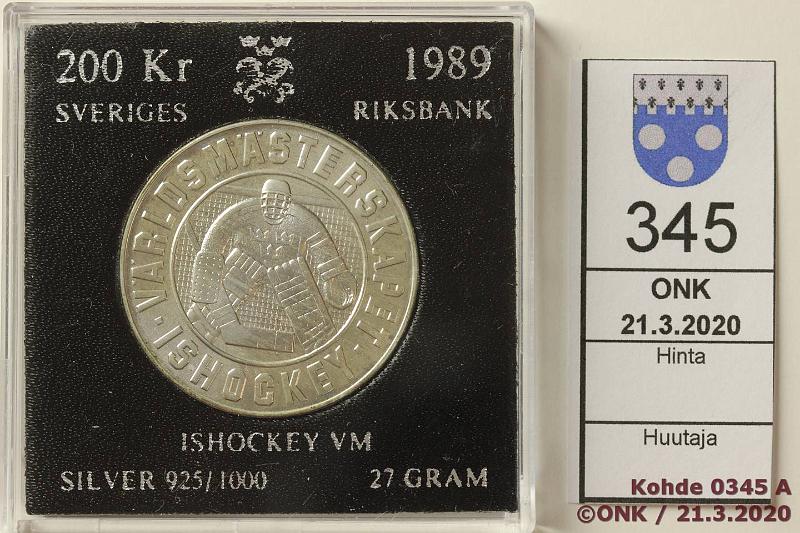 200 Kr 1989
SVERIGES RIKSBANK
VÄRLDSMÄSTERSKAPET
· ISHOCKEY ·
ISHOCKEY VM
SILVER 925/1000 27 GRAM
345
ONK
21.3.2020
Hinta
Huutaja
Kohde 0345 A
©ONK / 21.3.2020